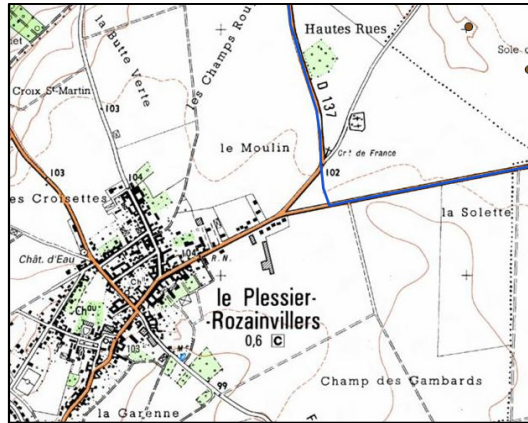 Hautes Rues
la Butte Verte
les Champs Rou
Sole d
Croix St-Martin
103
D 137
le Moulin
Crt de France
103
102
104
es Croisettes
la Solette
Chât. d'Eau
104
R.N.
Chau
le Plessier-
-Rozainvillers
0,6 C
103
99
Champ des Gambards
la Garenne